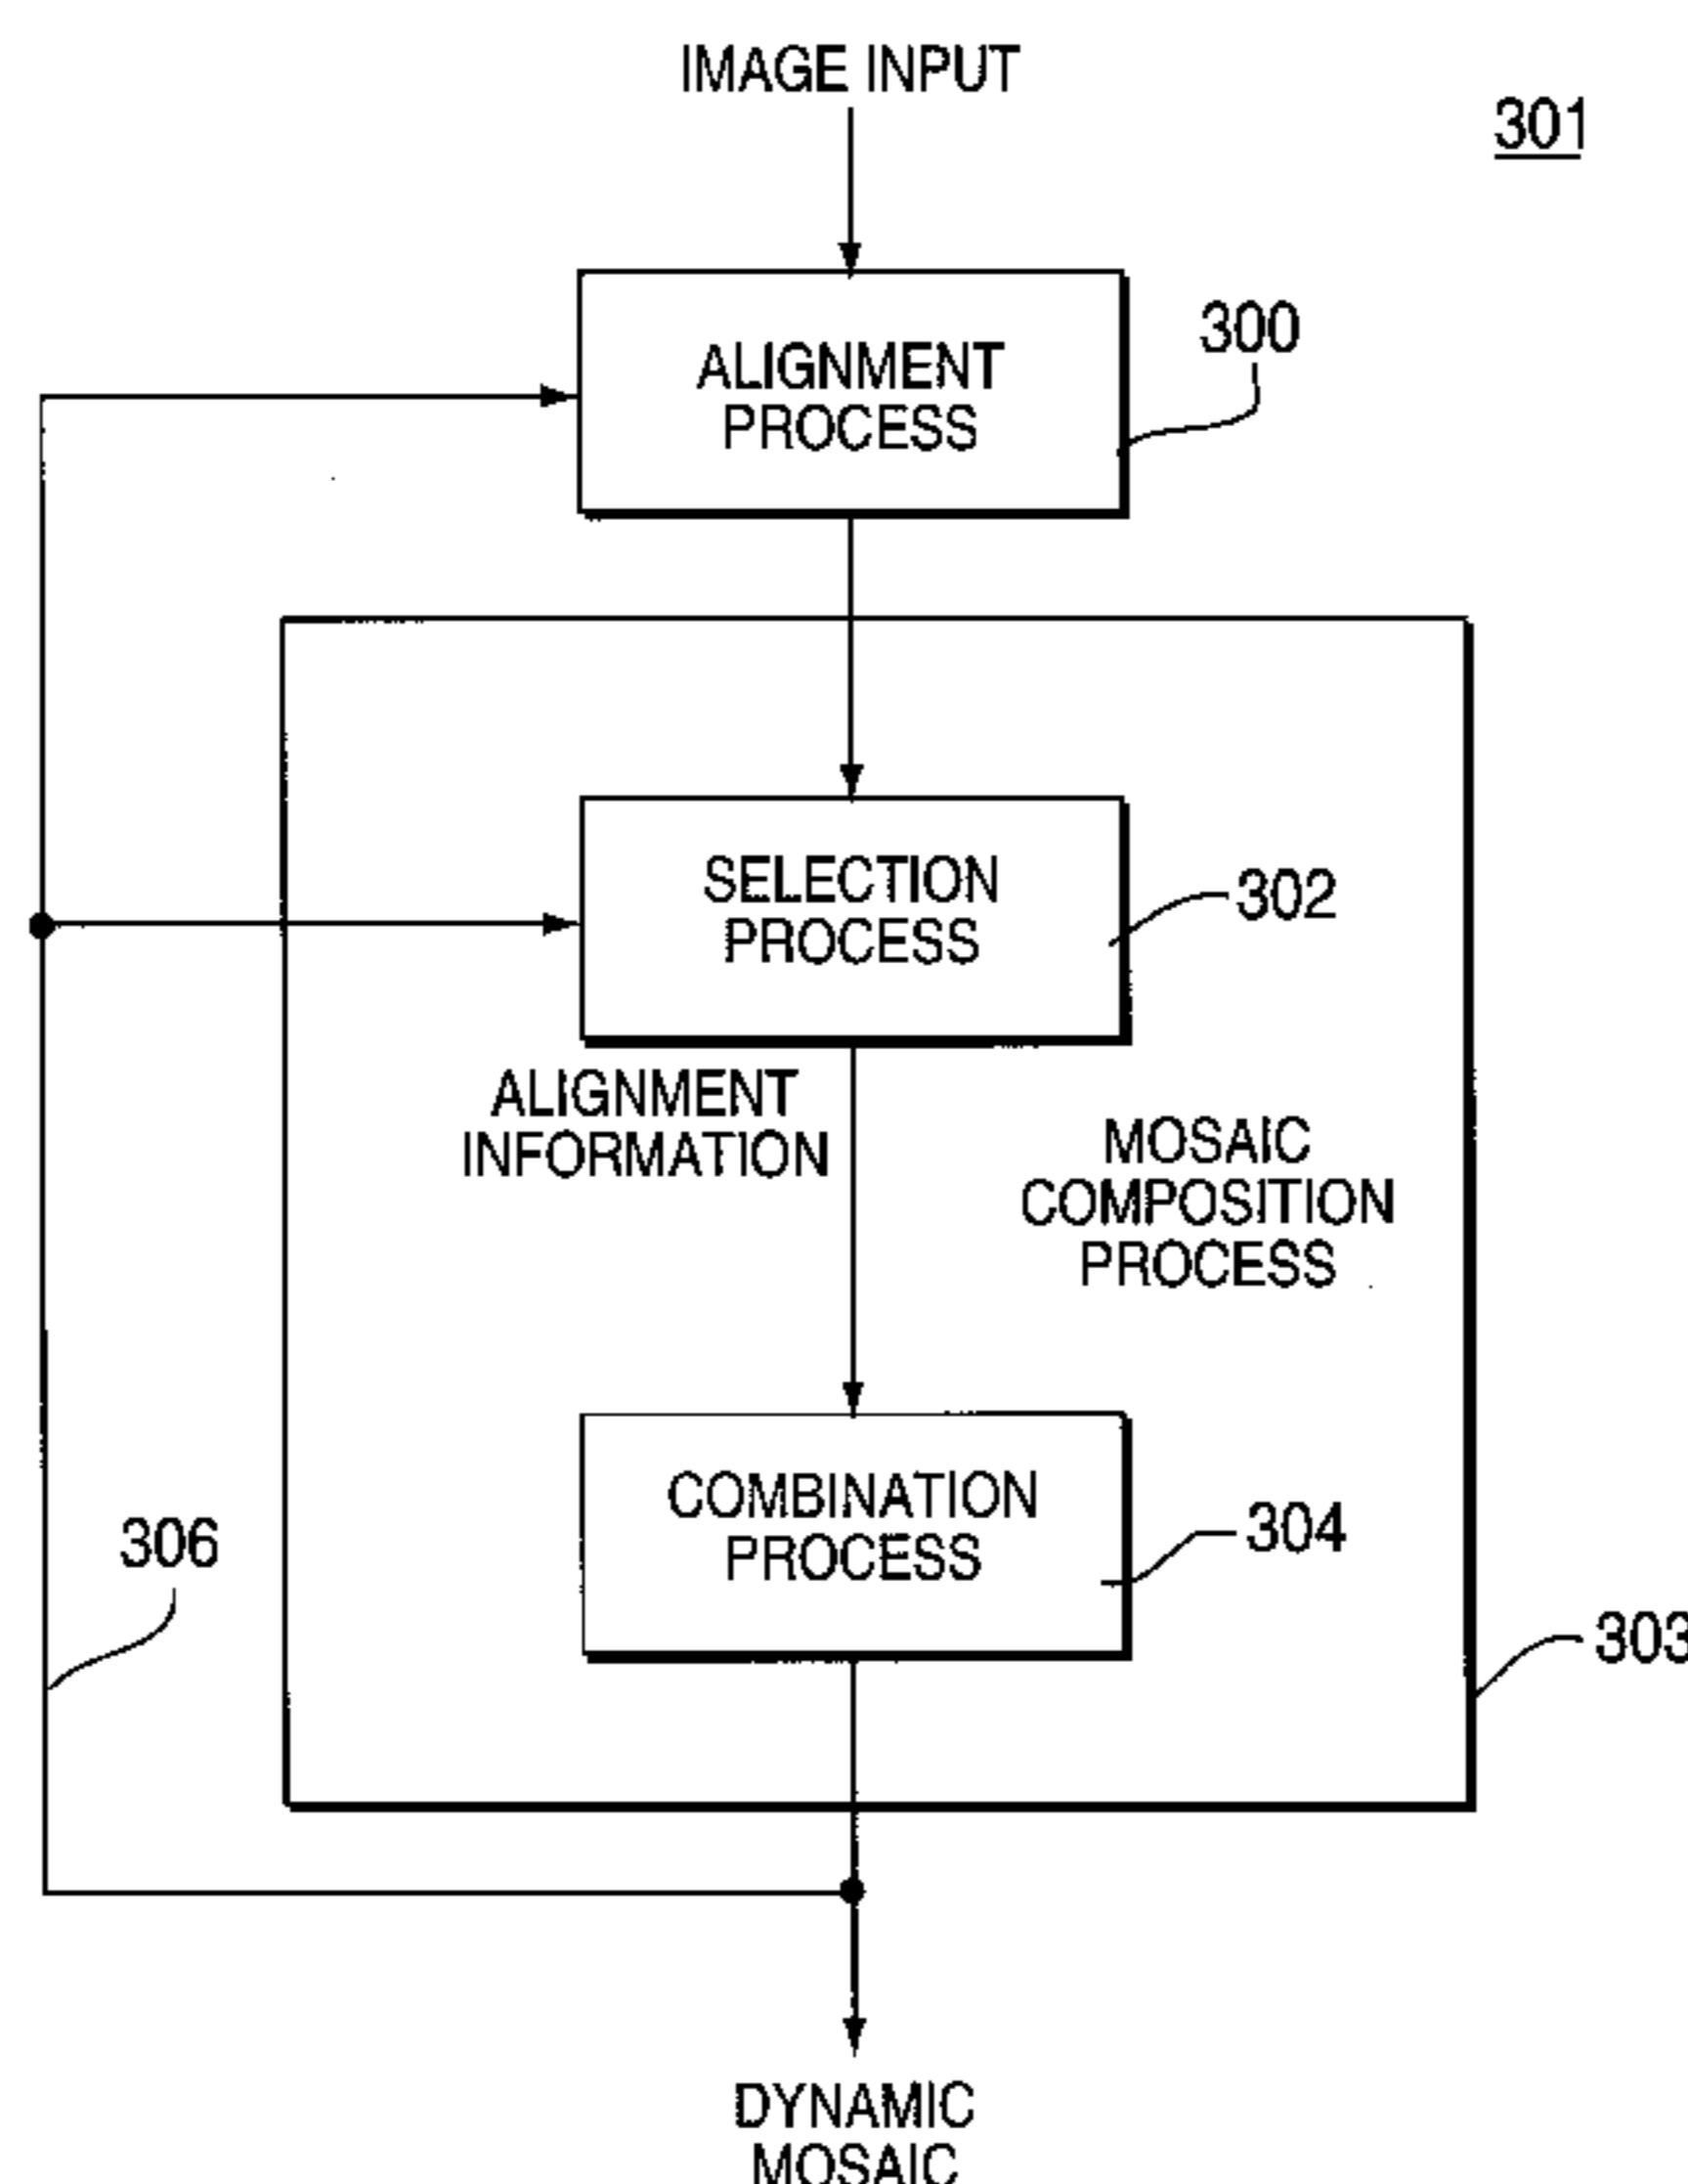 IMAGE INPUT
301
ALIGNMENT
PROCESS
300
SELECTION
PROCESS
302
ALIGNMENT
INFORMATION
MOSAIC
COMPOSITION
PROCESS
COMBINATION
PROCESS
304
306
303
DYNAMIC
MOSAIC